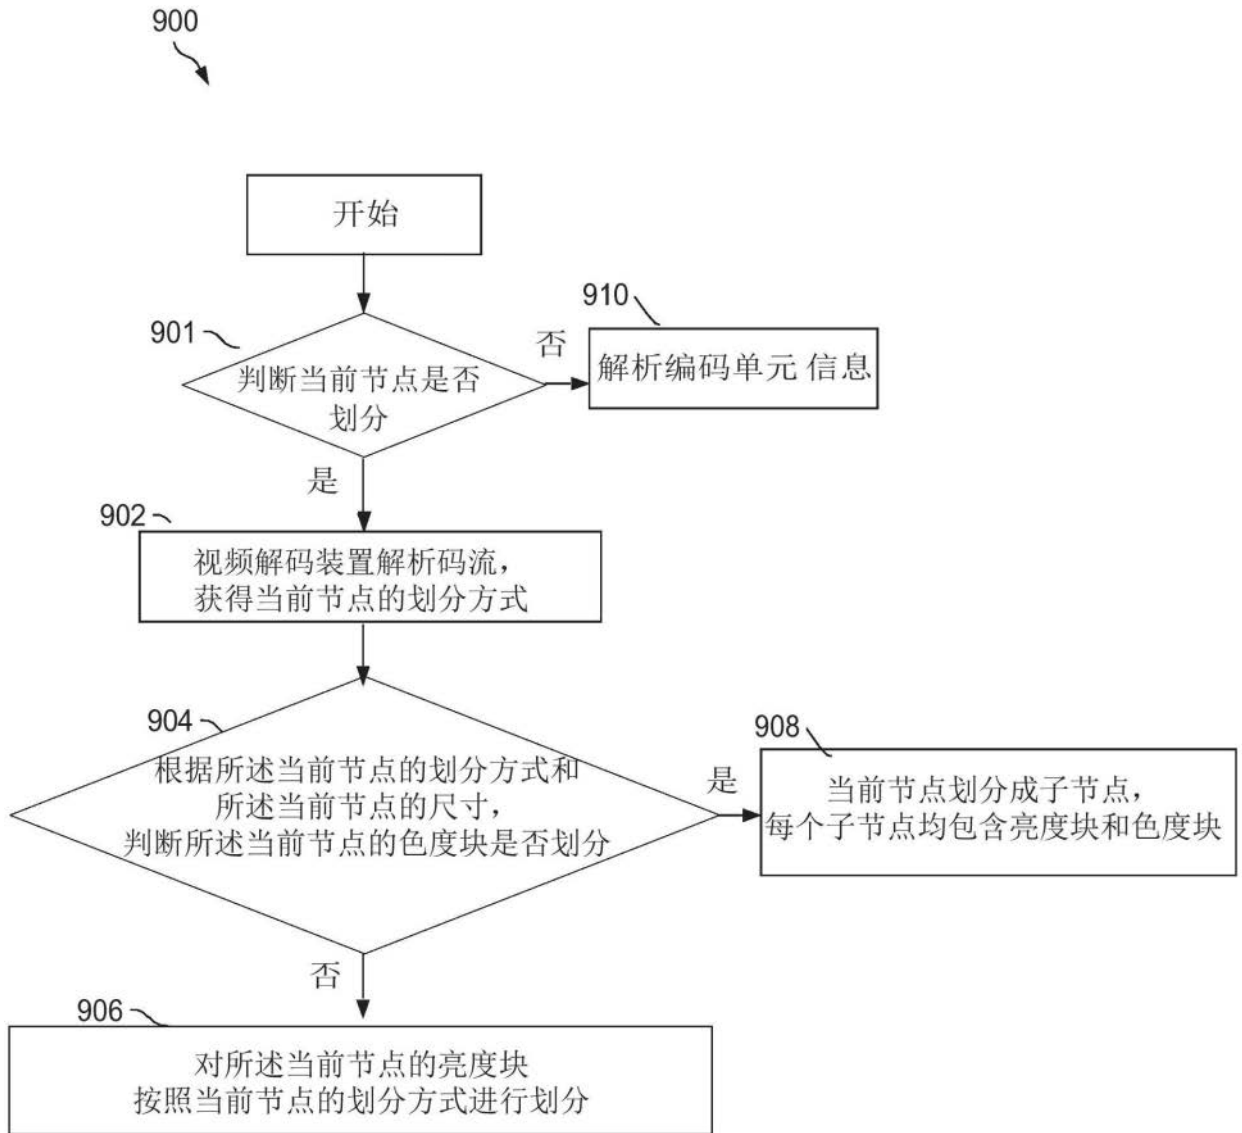 900
开始
901
判断当前节点是否
划分
否
910
解析编码单元 信息
是
902
视频解码装置解析码流，
获得当前节点的划分方式
904
根据所述当前节点的划分方式和
所述当前节点的尺寸，
判断所述当前节点的色度块是否划分
是
908
当前节点划分成子节点，
每个子节点均包含亮度块和色度块
否
906
对所述当前节点的亮度块
按照当前节点的划分方式进行划分